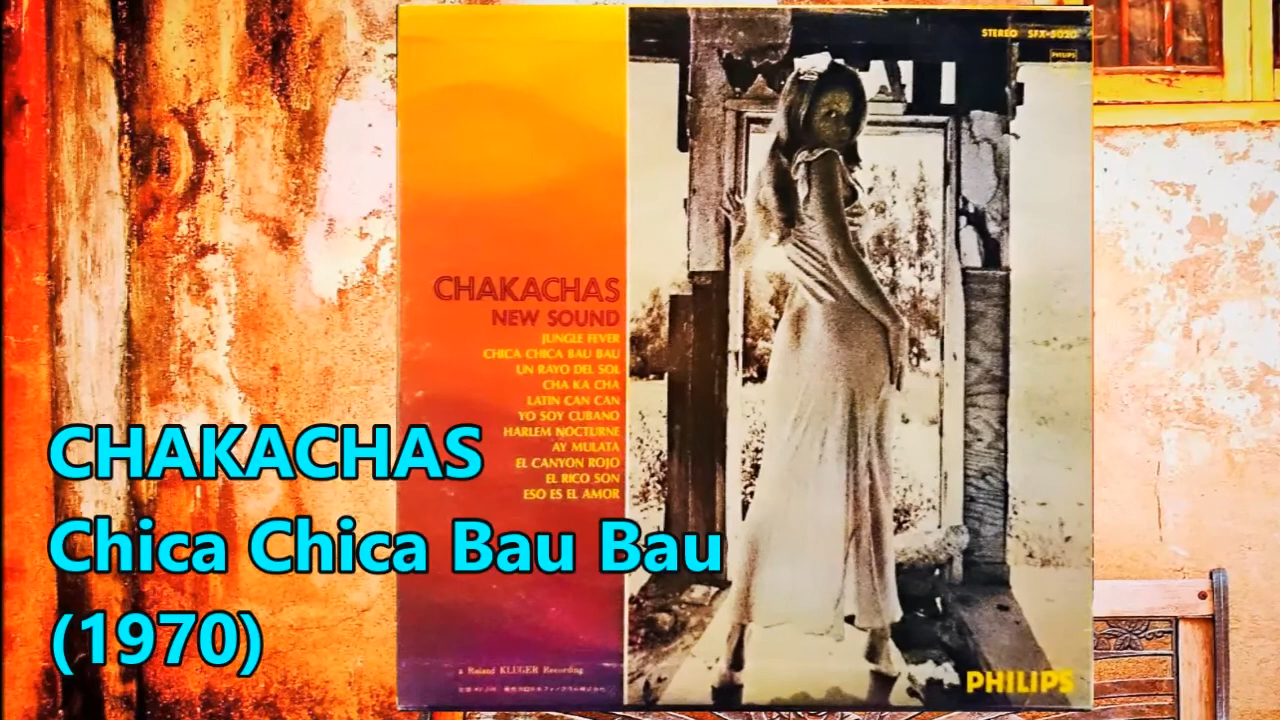 STEREO SFX-5020
PHILIPS
CHAKACHAS
NEW SOUND
JUNGLE FEVER
CHICA CHICA BAU BAU
UN RAYO DEL SOL
CHA KA CHA
LATIN CAN CAN
YO SOY CUBANO
HARLEM NOCTURNE
AY MULATA
EL CANYON ROJO
EL RICO SON
ESO ES EL AMOR
CHAKACHAS
Chica Chica Bau Bau
(1970)
a Roland KLUGER Recording
PHILIPS